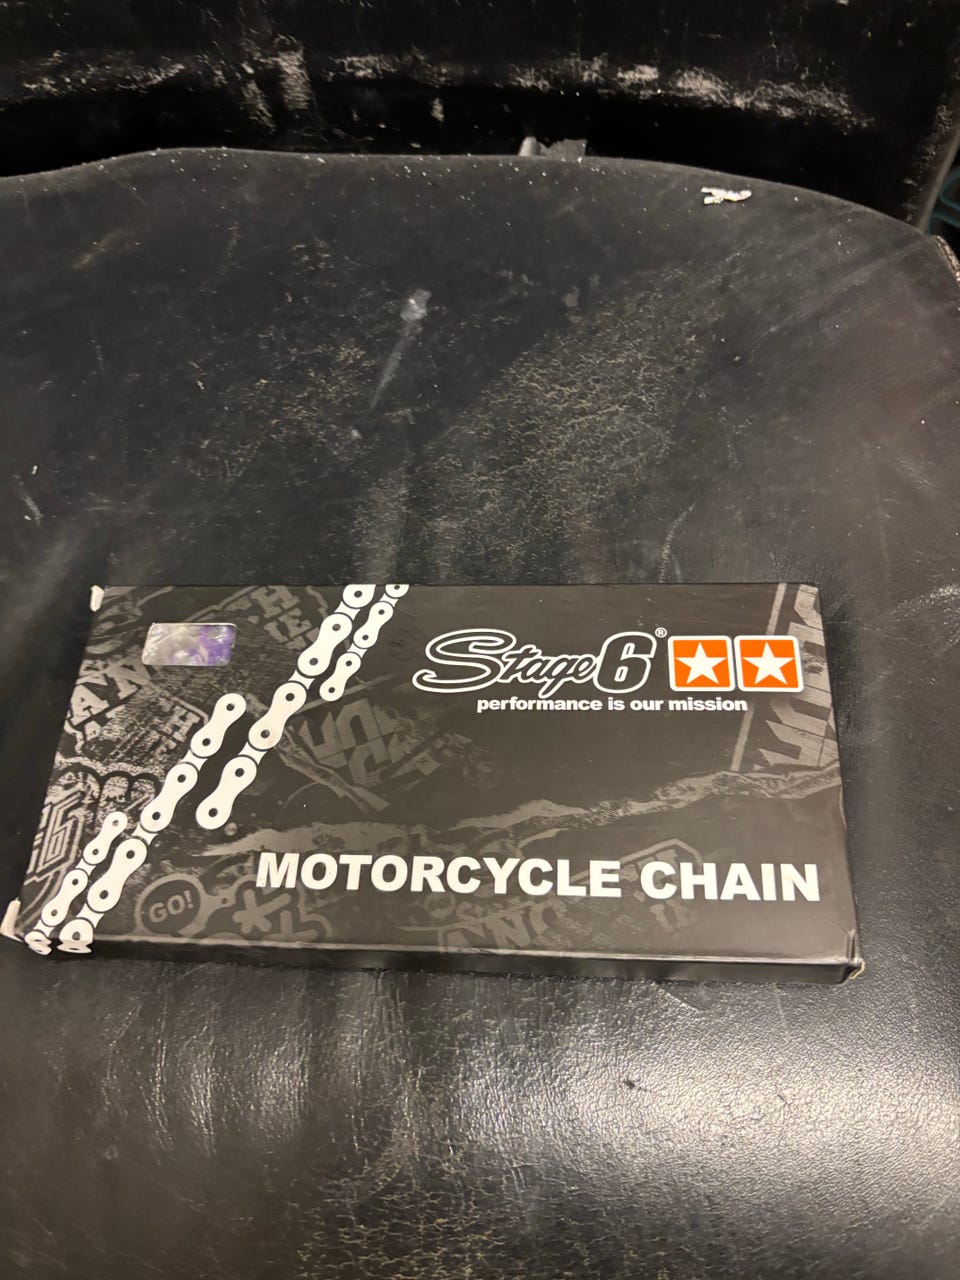 Stage6®
performance is our mission
MOTORCYCLE CHAIN
GO!